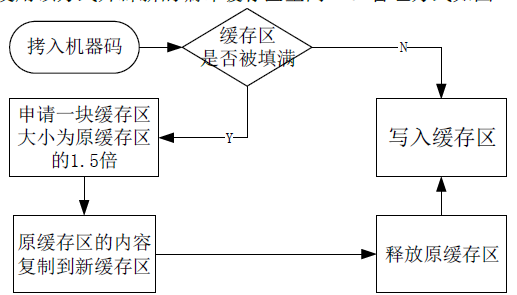 拷入机器码
缓存区
是否被填满
N
申请一块缓存区
大小为原缓存区
的1.5倍
Y
写入缓存区
原缓存区的内容
复制到新缓存区
释放原缓存区